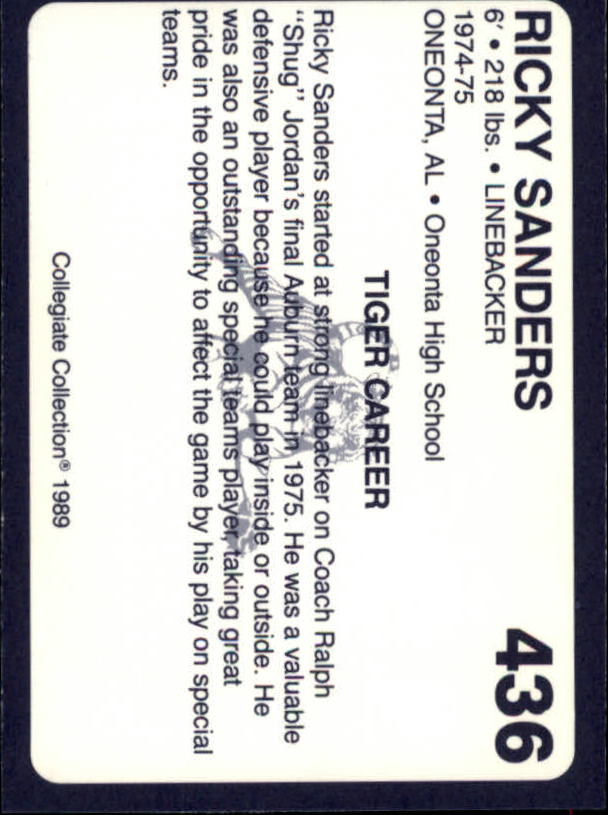 RICKY SANDERS 436
6' • 218 lbs. • LINEBACKER
1974-75
ONEONTA, AL • Oneonta High School
TIGER CAREER
Ricky Sanders started at strong linebacker on Coach Ralph
“Shug” Jordan's final Auburn team in 1975. He was a valuable
defensive player because he could play inside or outside. He
was also an outstanding special teams player, taking great
pride in the opportunity to affect the game by his play on special
teams.
Collegiate Collection® 1989